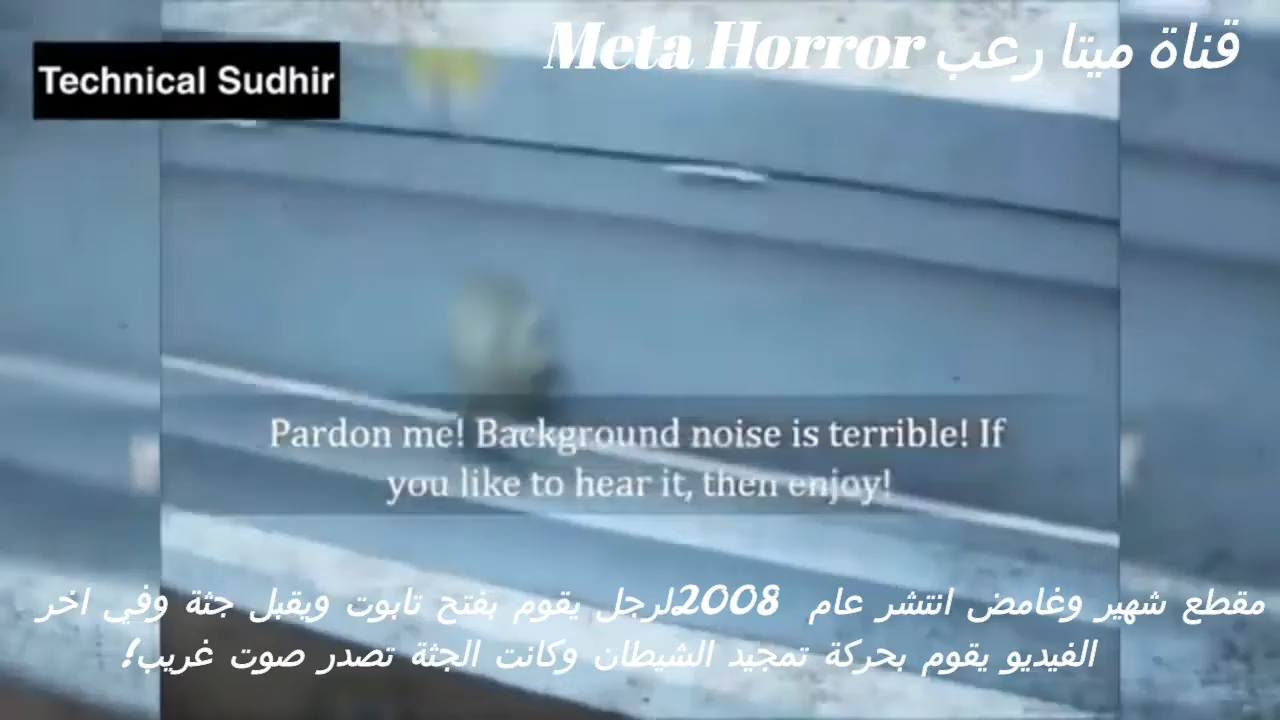 قناة ميتا رعب Meta Horror
Technical Sudhir
Pardon me! Background noise is terrible! If
you like to hear it, then enjoy!
مقطع شهير وغامض انتشر عام 2008لرجل يقوم بفتح تابوت ويقبل جثة وفي اخر
الفيديو يقوم بحركة تمجيد الشيطان وكانت الجثة تصدر صوت غريب!